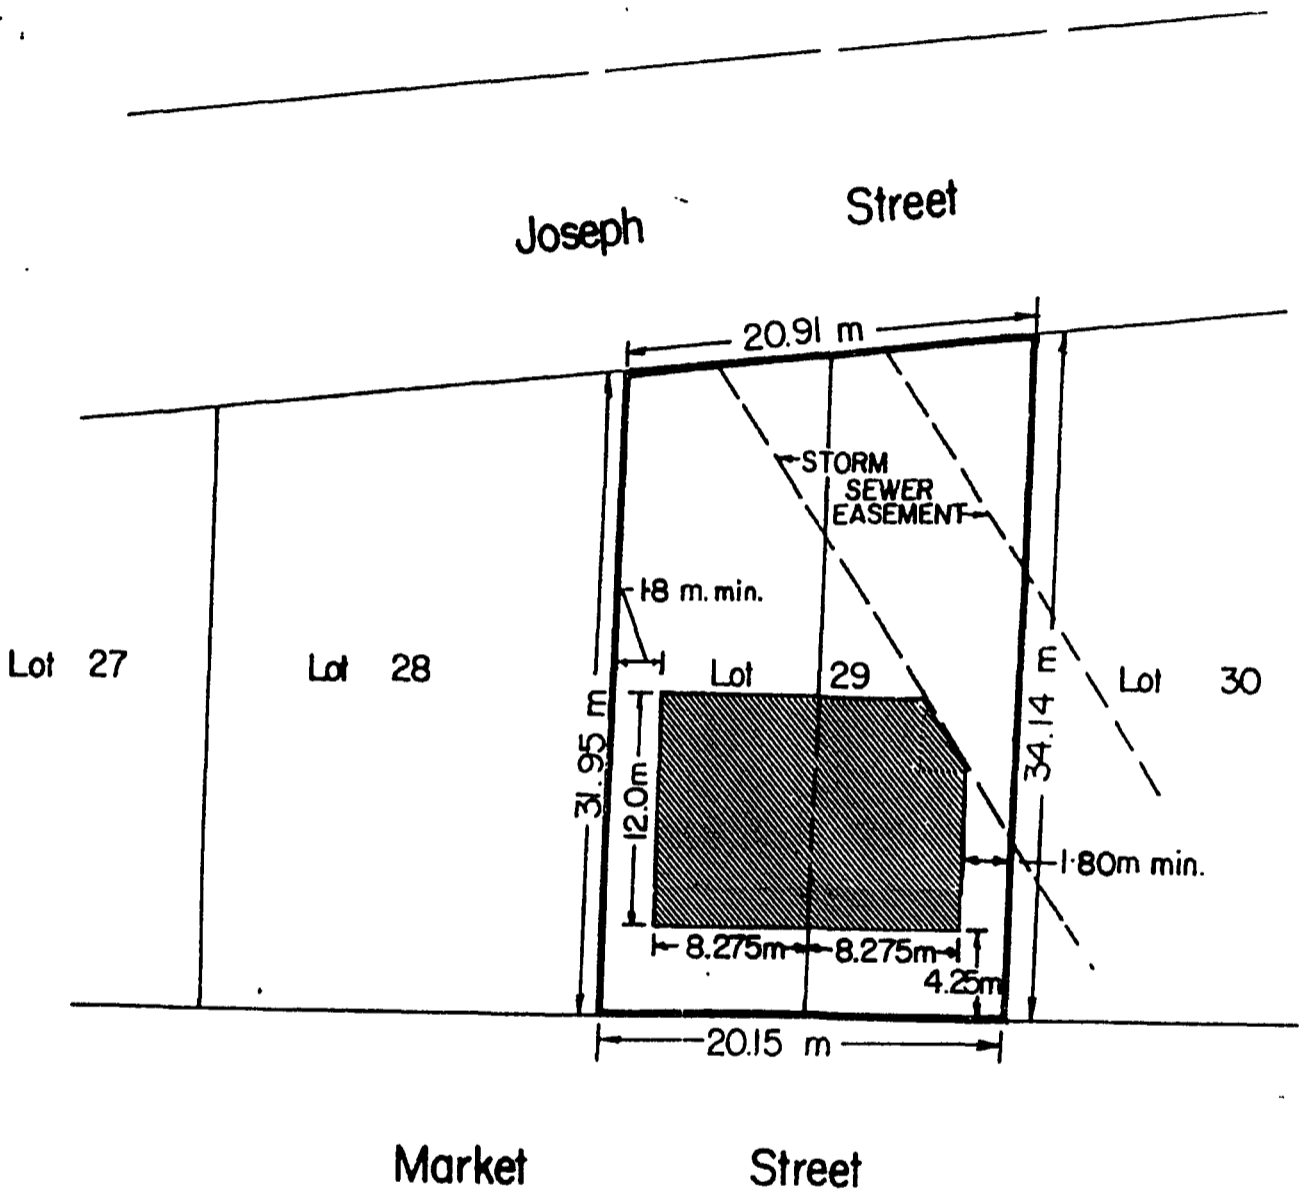 Joseph Street
20.91 m
STORM
SEWER
EASEMENT
1·8 m. min.
Lot 27
Lot 28
Lot 29
Lot 30
31.95 m
34.14 m
12.0m
1·80m min.
8.275m
8.275m
4.25m
20.15 m
Market Street